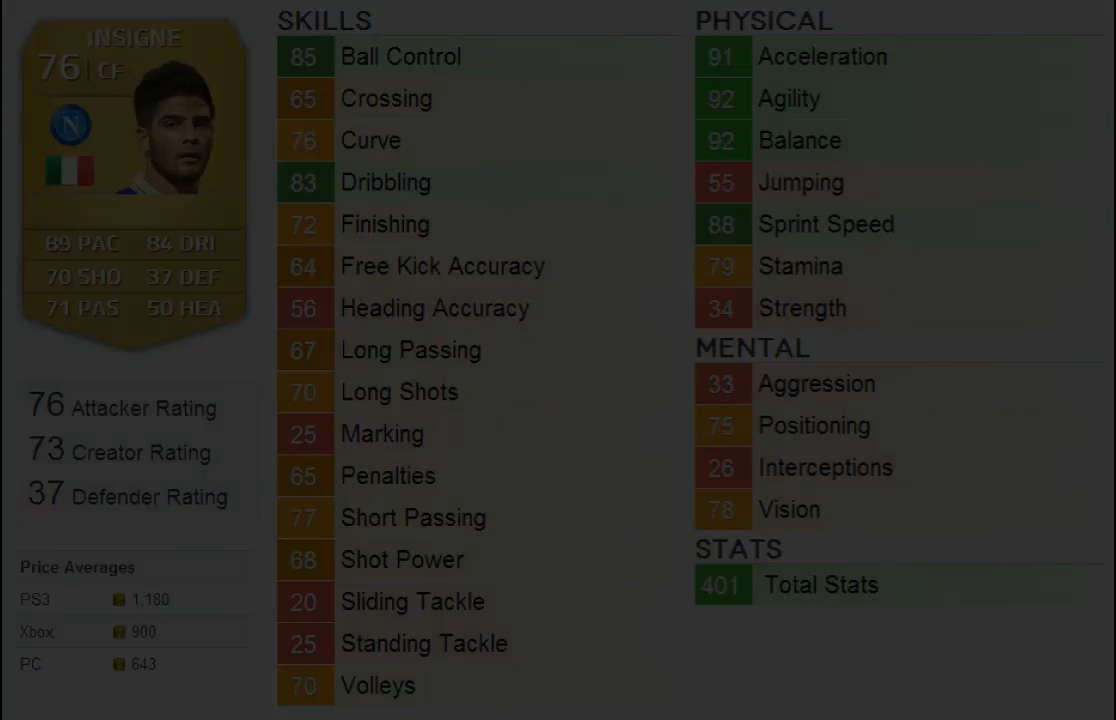 INSIGNE
76 | CF
N
89 PAC 84 DRI
70 SHO 37 DEF
71 PAS 50 HEA
76 Attacker Rating
73 Creator Rating
37 Defender Rating
Price Averages
PS3 1,180
Xbox 900
PC 643
SKILLS
85 Ball Control
65 Crossing
76 Curve
83 Dribbling
72 Finishing
64 Free Kick Accuracy
56 Heading Accuracy
67 Long Passing
70 Long Shots
25 Marking
65 Penalties
77 Short Passing
68 Shot Power
20 Sliding Tackle
25 Standing Tackle
70 Volleys
PHYSICAL
91 Acceleration
92 Agility
92 Balance
55 Jumping
88 Sprint Speed
79 Stamina
34 Strength
MENTAL
33 Aggression
75 Positioning
26 Interceptions
78 Vision
STATS
401 Total Stats